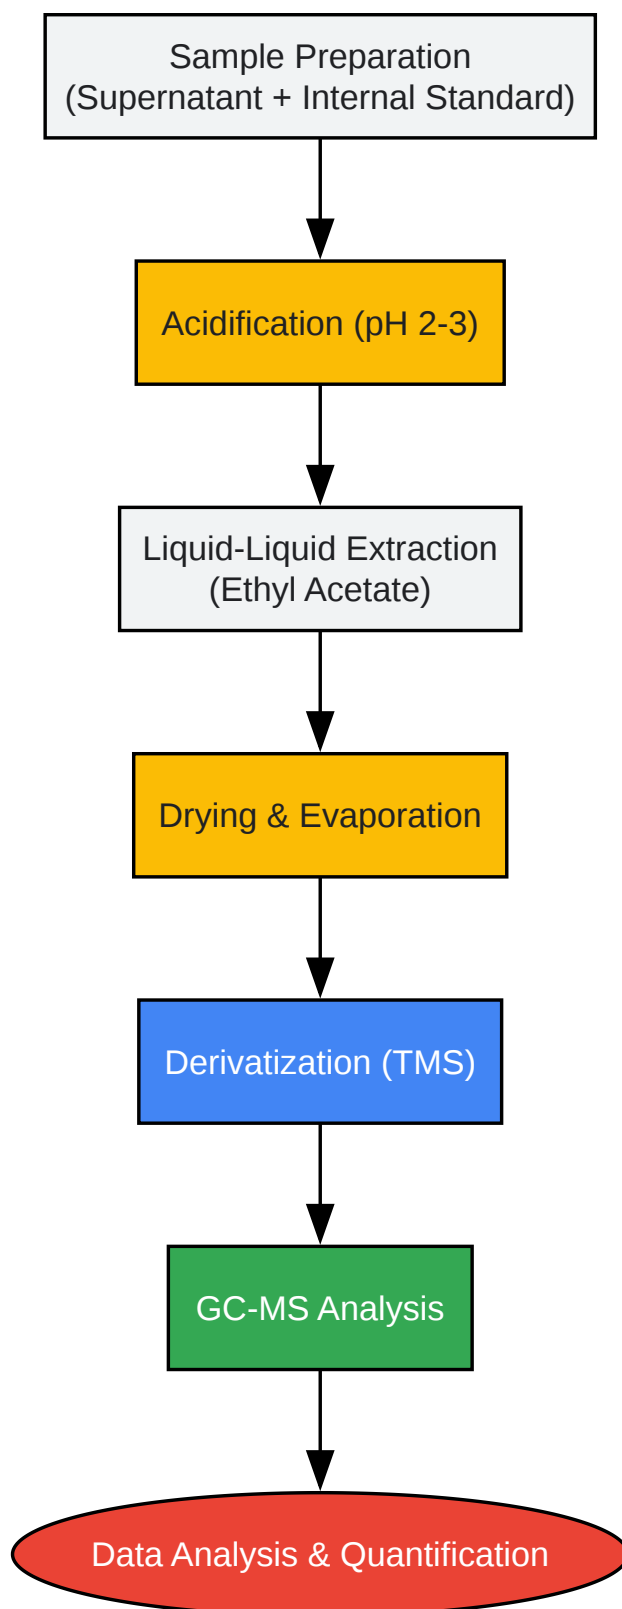 Sample Preparation
(Supernatant + Internal Standard)
Acidification (pH 2-3)
Liquid-Liquid Extraction
(Ethyl Acetate)
Drying & Evaporation
Derivatization (TMS)
GC-MS Analysis
Data Analysis & Quantification